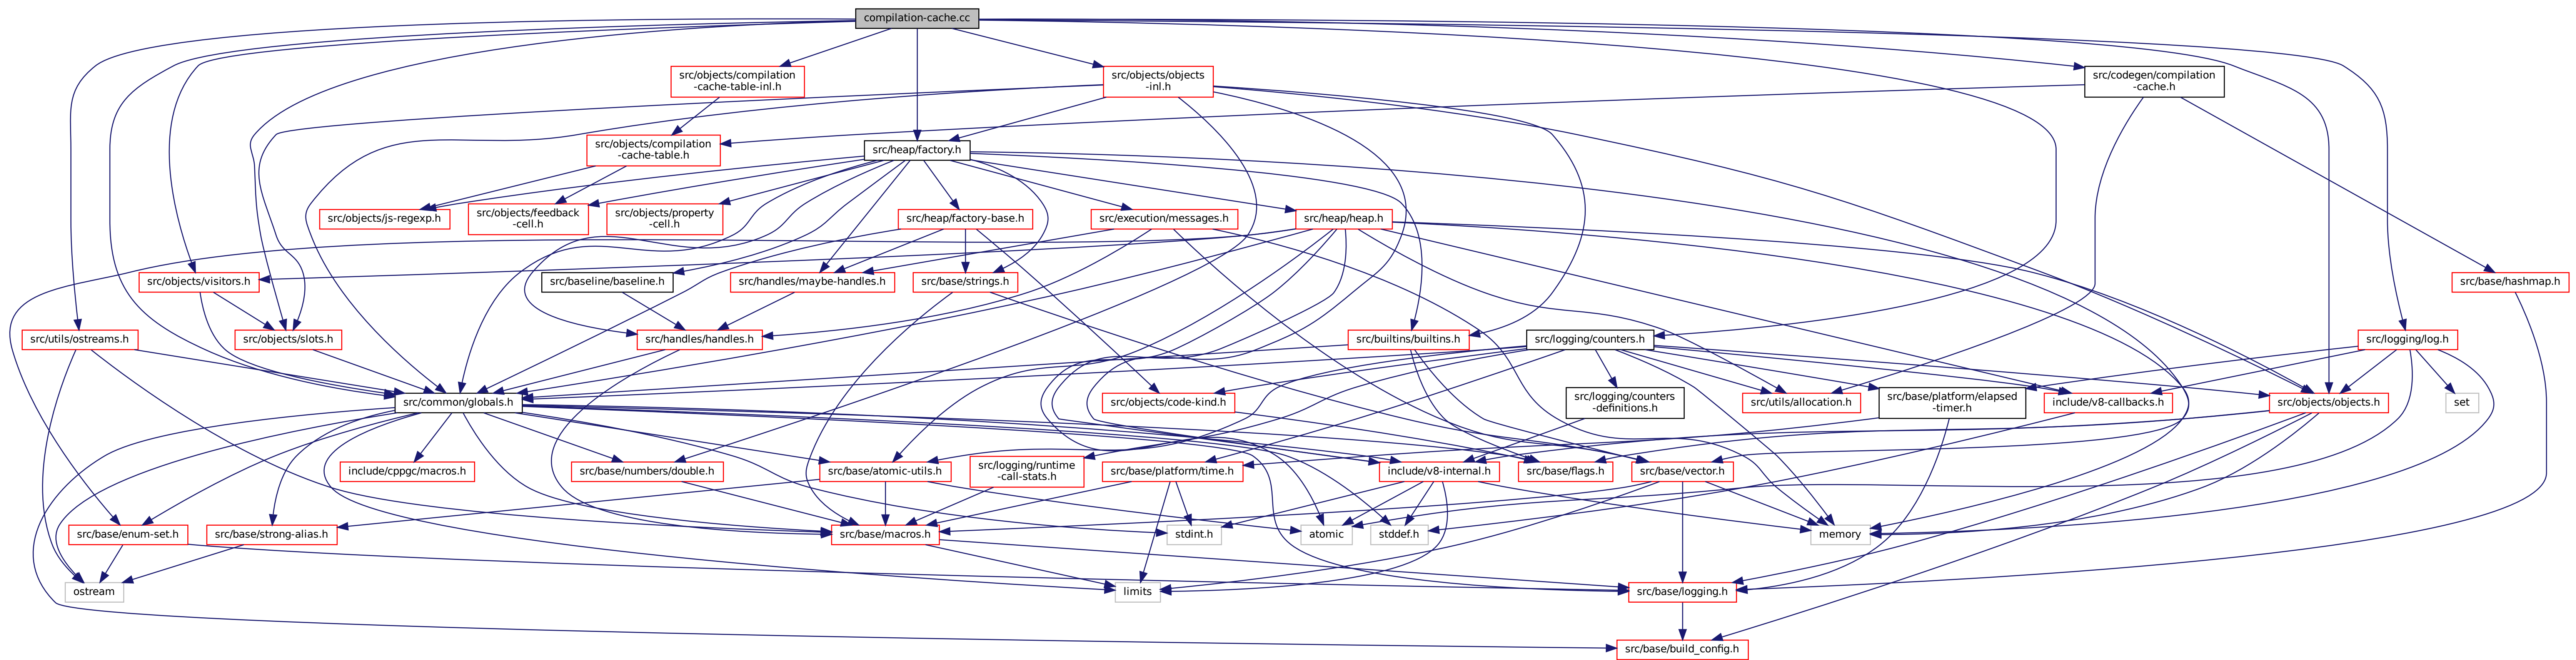 compilation-cache.cc
src/objects/compilation
-cache-table-inl.h
src/objects/objects
-inl.h
src/codegen/compilation
-cache.h
src/objects/compilation
-cache-table.h
src/heap/factory.h
src/objects/js-regexp.h
src/objects/feedback
-cell.h
src/objects/property
-cell.h
src/heap/factory-base.h
src/execution/messages.h
src/heap/heap.h
src/objects/visitors.h
src/baseline/baseline.h
src/handles/maybe-handles.h
src/base/strings.h
src/base/hashmap.h
src/utils/ostreams.h
src/objects/slots.h
src/handles/handles.h
src/builtins/builtins.h
src/logging/counters.h
src/logging/log.h
src/common/globals.h
src/objects/code-kind.h
src/logging/counters
-definitions.h
src/utils/allocation.h
src/base/platform/elapsed
-timer.h
include/v8-callbacks.h
src/objects/objects.h
set
include/cppgc/macros.h
src/base/numbers/double.h
src/base/atomic-utils.h
src/logging/runtime
-call-stats.h
src/base/platform/time.h
include/v8-internal.h
src/base/flags.h
src/base/vector.h
src/base/enum-set.h
src/base/strong-alias.h
src/base/macros.h
stdint.h
atomic
stddef.h
memory
ostream
limits
src/base/logging.h
src/base/build_config.h